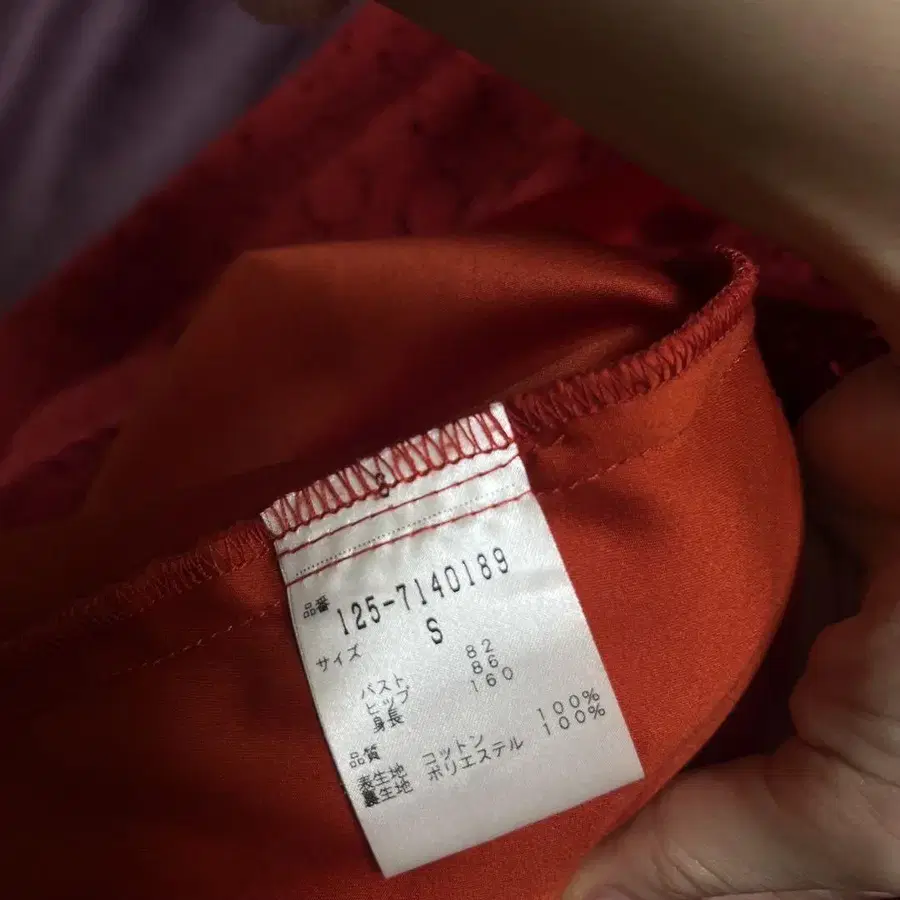 S
品番 125-7140189
サイズ S
バスト 82
ヒップ 86
身長 160
品質
表生地 コットン 100%
裏生地 ポリエステル 100%